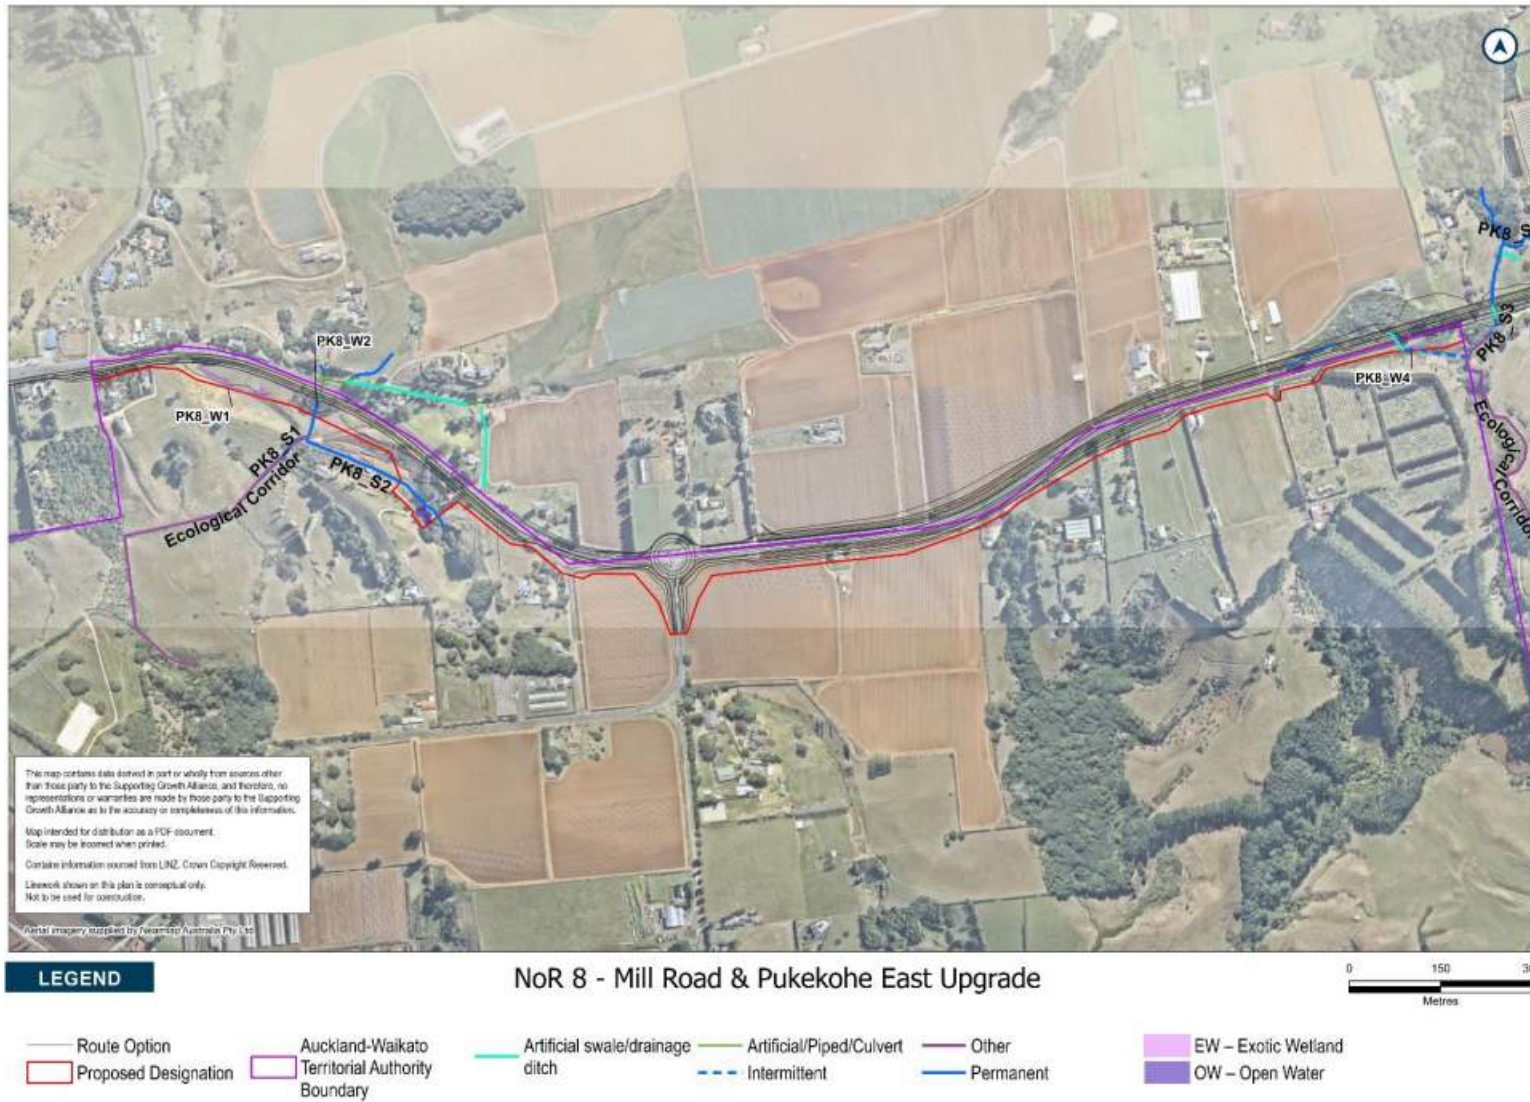 PK8_S
PK8_W2
PK8_S3
PK8_W4
PK8_W1
PK8_S1
Ecological Corridor
PK8_S2
Ecological Corridor
This map contains data derived in part or wholly from sources other
than those party to the Supporting Growth Alliance, and therefore, no
representations or warranties are made by those party to the Supporting
Growth Alliance as to the accuracy or completeness of this information.
Map intended for distribution as a PDF document.
Scale may be incorrect when printed.
Contains information sourced from LINZ. Crown Copyright Reserved.
Linework shown on this plan is conceptual only.
Not to be used for construction.
Aerial imagery supplied by Nearmap Australia Pty Ltd
LEGEND
NoR 8 - Mill Road & Pukekohe East Upgrade
0 150 30
Metres
Route Option
Proposed Designation
Auckland-Waikato
Territorial Authority
Boundary
Artificial swale/drainage
ditch
Artificial/Piped/Culvert
Intermittent
Other
Permanent
EW – Exotic Wetland
OW – Open Water